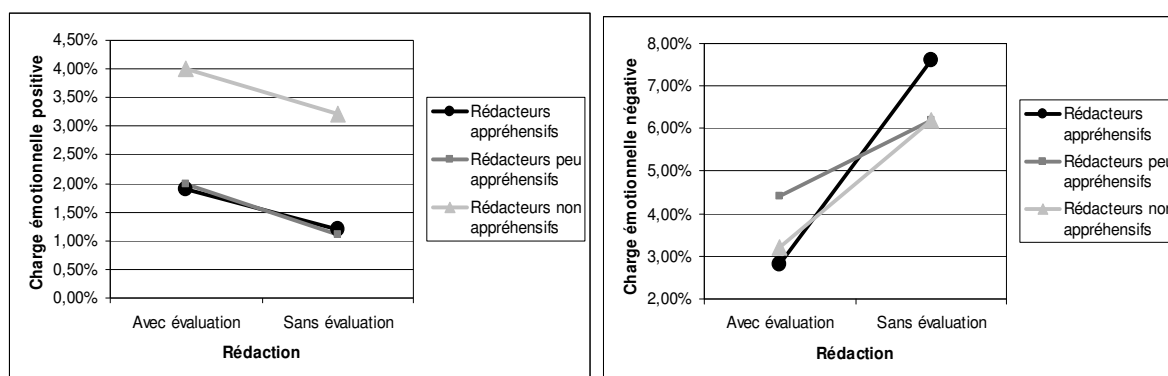 Charge émotionnelle positive
4,50%
4,00%
3,50%
3,00%
2,50%
2,00%
1,50%
1,00%
0,50%
0,00%
Avec évaluation
Sans évaluation
Rédaction
Rédacteurs
appréhensifs
Rédacteurs peu
appréhensifs
Rédacteurs non
appréhensifs
Charge émotionnelle négative
8,00%
7,00%
6,00%
5,00%
4,00%
3,00%
2,00%
Avec évaluation
Sans évaluation
Rédaction
Rédacteurs
appréhensifs
Rédacteurs peu
appréhensifs
Rédacteurs non
appréhensifs